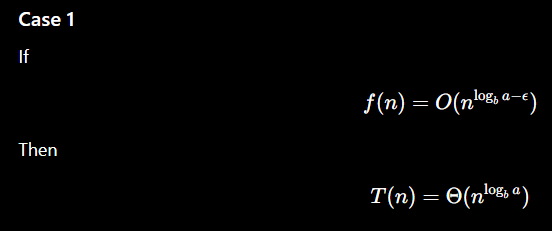 Case 1
If
f(n) = O(n^{log_b a−ϵ})
Then
T(n) = Θ(n^{log_b a})